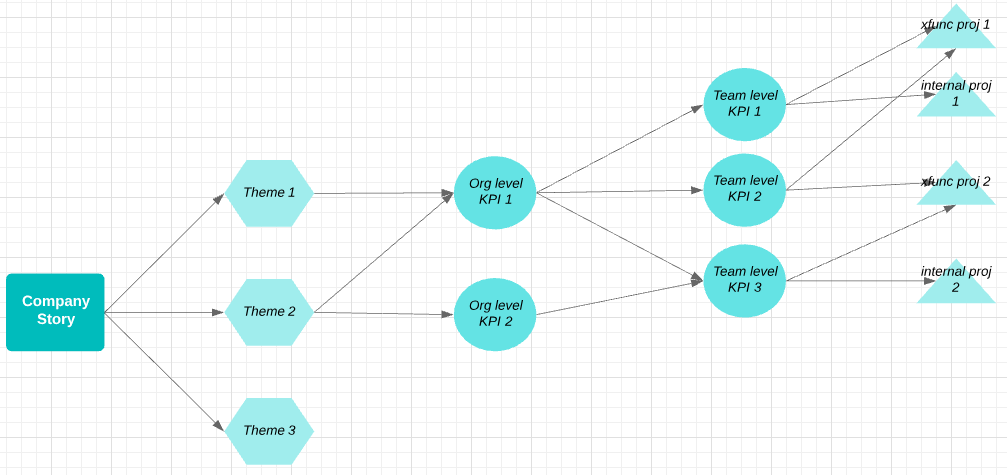 Company
Story
Theme 1
Theme 2
Theme 3
Org level
KPI 1
Org level
KPI 2
Team level
KPI 1
Team level
KPI 2
Team level
KPI 3
xfunc proj 1
internal proj
1
xfunc proj 2
internal proj
2